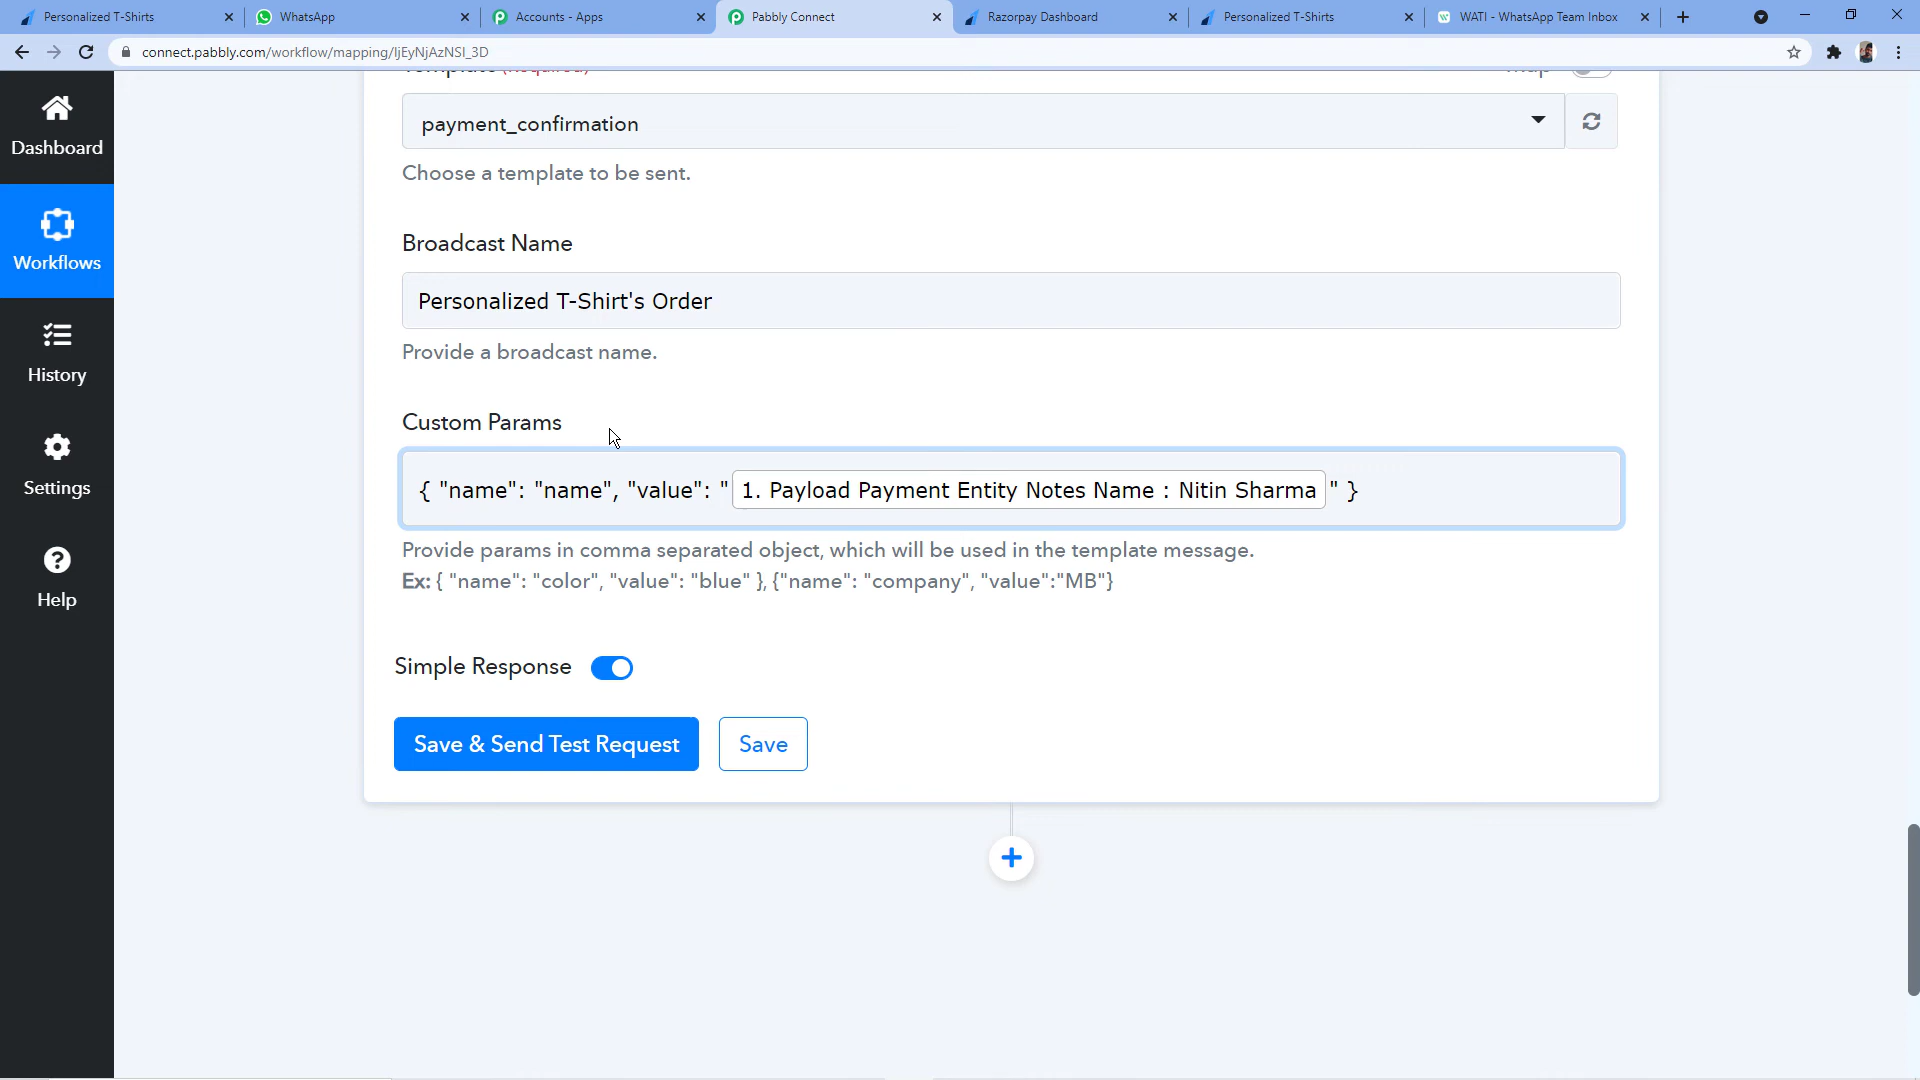 Personalized T-Shirts
WhatsApp
Accounts - Apps
Pabbly Connect
Razorpay Dashboard
Personalized T-Shirts
WATI - WhatsApp Team Inbox
connect.pabbly.com/workflow/mapping/IjEyNjAzNSI_3D
Dashboard
Workflows
History
Settings
Help
Template (Required)
Map
payment_confirmation
Choose a template to be sent.
Broadcast Name
Personalized T-Shirt's Order
Provide a broadcast name.
Custom Params
{ "name": "name", "value": "1. Payload Payment Entity Notes Name : Nitin Sharma" }
Provide params in comma separated object, which will be used in the template message.
Ex: { "name": "color", "value": "blue" }, {"name": "company", "value":"MB"}
Simple Response
Save & Send Test Request
Save